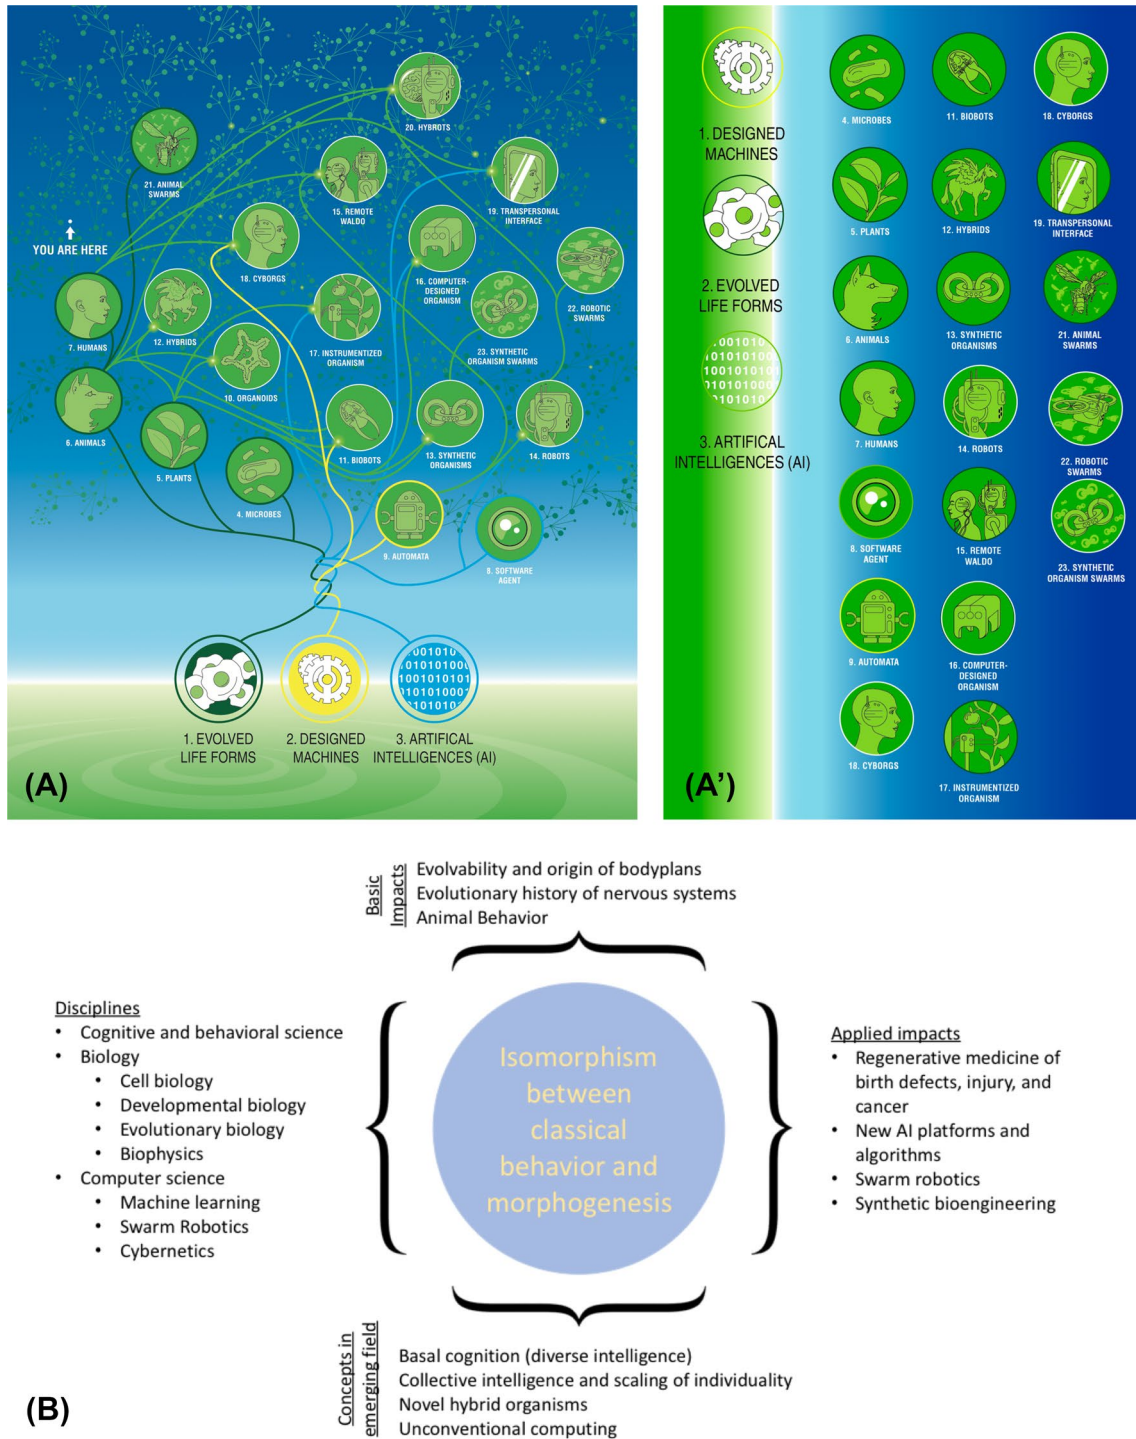 20. HYBROTS
21. ANIMAL
SWARMS
15. REMOTE
WALDO
19. TRANSPERSONAL
INTERFACE
YOU ARE HERE
18. CYBORGS
16. COMPUTER-
DESIGNED
ORGANISM
22. ROBOTIC
SWARMS
7. HUMANS
12. HYBRIDS
17. INSTRUMENTIZED
ORGANISM
23. SYNTHETIC
ORGANISM SWARMS
10. ORGANOIDS
6. ANIMALS
11. BIOBOTS
13. SYNTHETIC
ORGANISMS
14. ROBOTS
5. PLANTS
4. MICROBES
9. AUTOMATA
8. SOFTWARE
AGENT
001010
010101000
1001010101
1010101000
010101
1. EVOLVED
LIFE FORMS
2. DESIGNED
MACHINES
3. ARTIFICAL
INTELLIGENCES (AI)
(A)
1. DESIGNED
MACHINES
2. EVOLVED
LIFE FORMS
3. ARTIFICAL
INTELLIGENCES (AI)
4. MICROBES
11. BIOBOTS
18. CYBORGS
5. PLANTS
12. HYBRIDS
19. TRANSPERSONAL
INTERFACE
6. ANIMALS
13. SYNTHETIC
ORGANISMS
21. ANIMAL
SWARMS
7. HUMANS
14. ROBOTS
22. ROBOTIC
SWARMS
8. SOFTWARE
AGENT
15. REMOTE
WALDO
23. SYNTHETIC
ORGANISM SWARMS
9. AUTOMATA
16. COMPUTER-
DESIGNED
ORGANISM
18. CYBORGS
17. INSTRUMENTIZED
ORGANISM
(A')
Basic
Impacts
Evolvability and origin of bodyplans
Evolutionary history of nervous systems
Animal Behavior
Disciplines
• Cognitive and behavioral science
• Biology
• Cell biology
• Developmental biology
• Evolutionary biology
• Biophysics
• Computer science
• Machine learning
• Swarm Robotics
• Cybernetics
Isomorphism
between
classical
behavior and
morphogenesis
Applied impacts
• Regenerative medicine of
birth defects, injury, and
cancer
• New AI platforms and
algorithms
• Swarm robotics
• Synthetic bioengineering
Concepts in
emerging field
Basal cognition (diverse intelligence)
Collective intelligence and scaling of individuality
Novel hybrid organisms
Unconventional computing
(B)